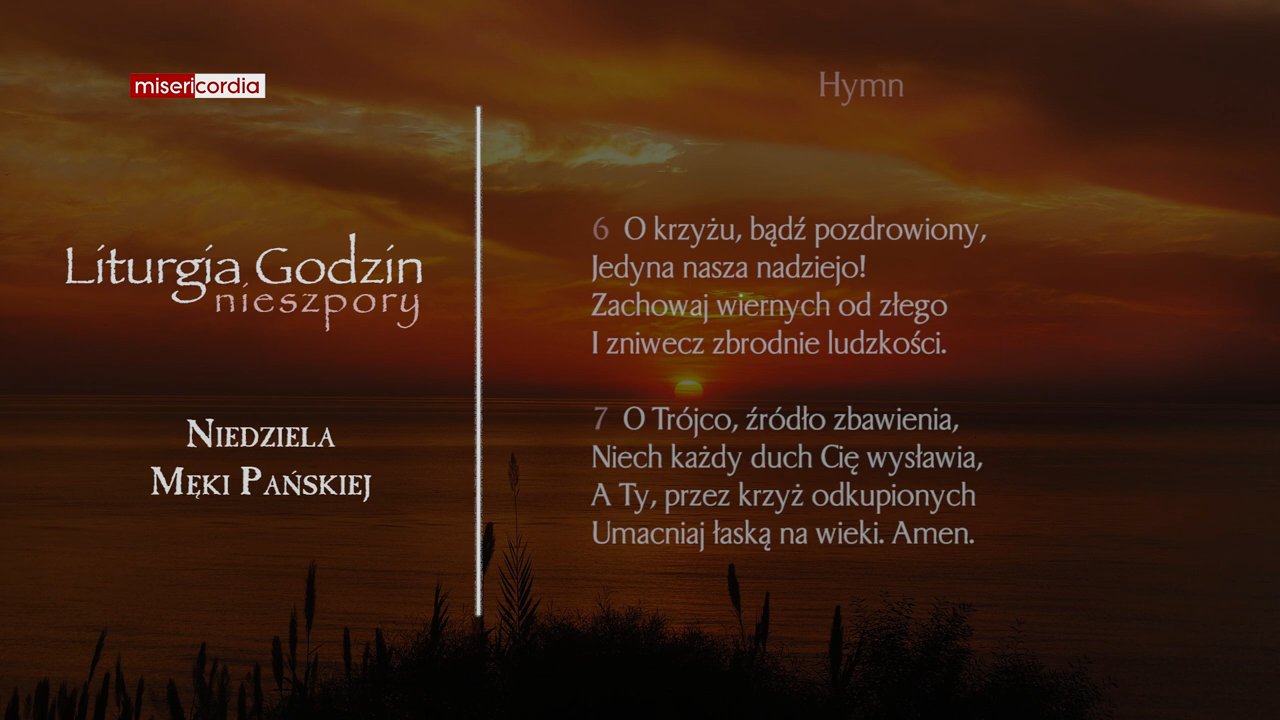 misericordia
Liturgia Godzin
nieszpory
Niedziela
Męki Pańskiej
Hymn
6 O krzyżu, bądź pozdrowiony,
Jedyna nasza nadziejo!
Zachowaj wiernych od złego
I zniwecz zbrodnie ludzkości.
7 O Trójco, źródło zbawienia,
Niech każdy duch Cię wysławia,
A Ty, przez krzyż odkupionych
Umacniaj łaską na wieki. Amen.